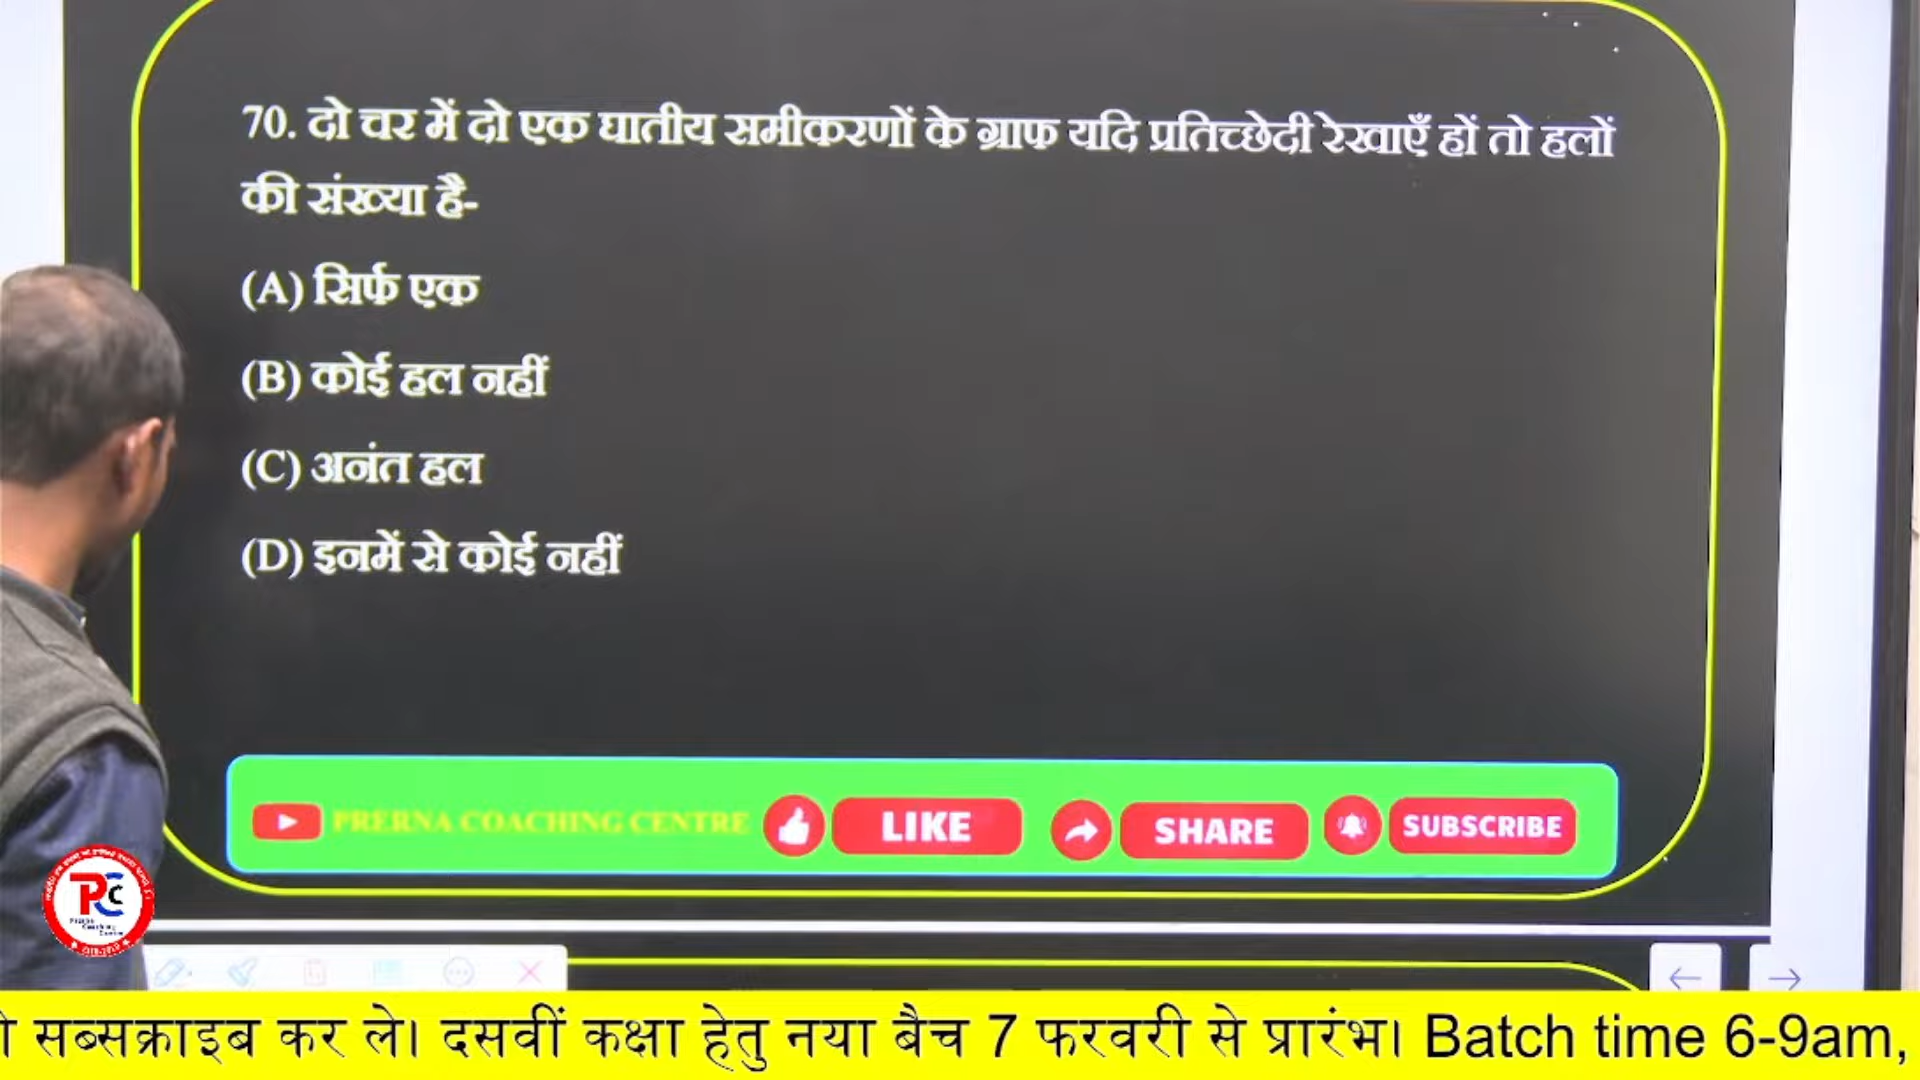 70. दो चर में दो एक घातीय समीकरणों के ग्राफ यदि प्रतिच्छेदी रेखाएँ हों तो हलों
की संख्या है-
(A) सिर्फ एक
(B) कोई हल नहीं
(C) अनंत हल
(D) इनमें से कोई नहीं
PRERNA COACHING CENTRE LIKE SHARE SUBSCRIBE
PCC
सब्सक्राइब कर ले। दसवीं कक्षा हेतु नया बैच 7 फरवरी से प्रारंभ। Batch time 6-9am,